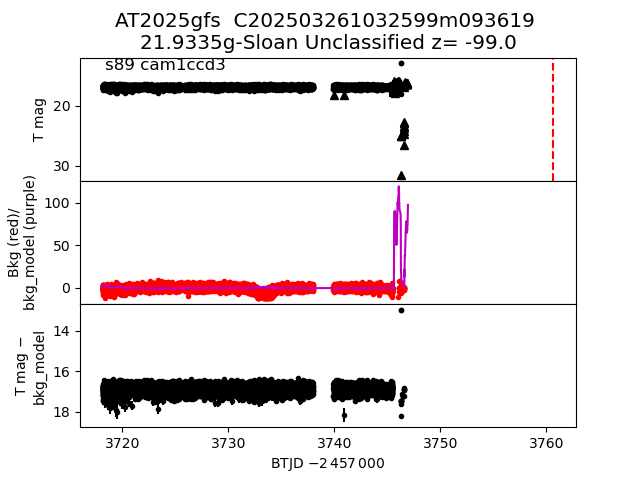 AT2025gfs  C202503261032599m093619
21.9335g-Sloan Unclassified z= -99.0
s89 cam1ccd3
20
30
T mag
100
50
0
Bkg (red)/
bkg_model (purple)
14
16
18
T mag −
bkg_model
3720
3730
3740
3750
3760
BTJD −2 457 000